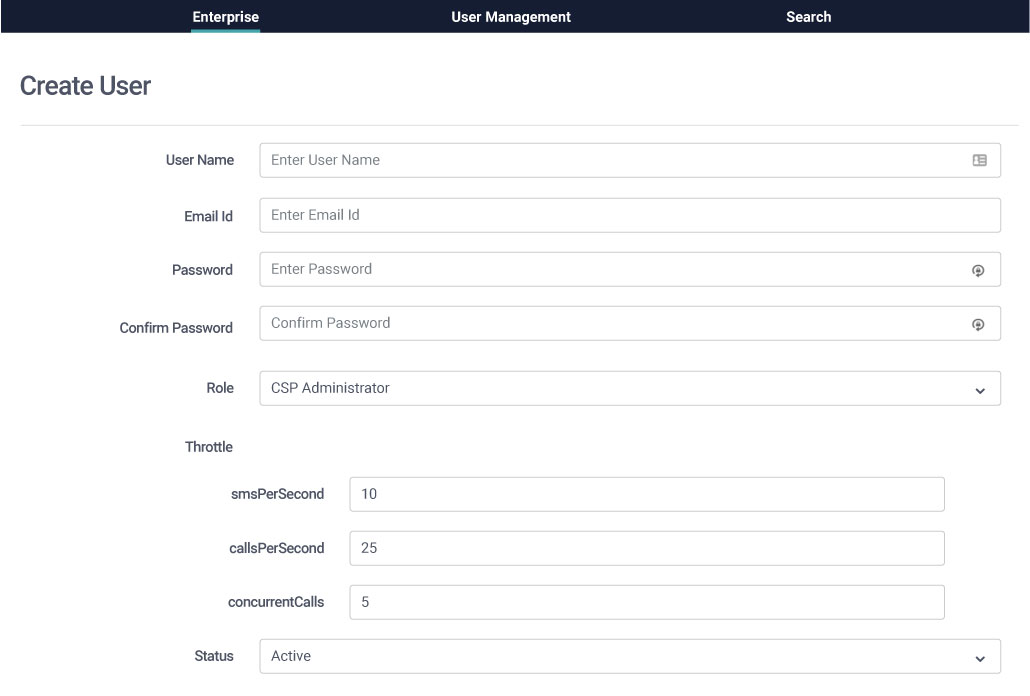 Enterprise User Management Search
Create User
User Name Enter User Name
Email Id Enter Email Id
Password Enter Password
Confirm Password Confirm Password
Role CSP Administrator
Throttle
smsPerSecond 10
callsPerSecond 25
concurrentCalls 5
Status Active